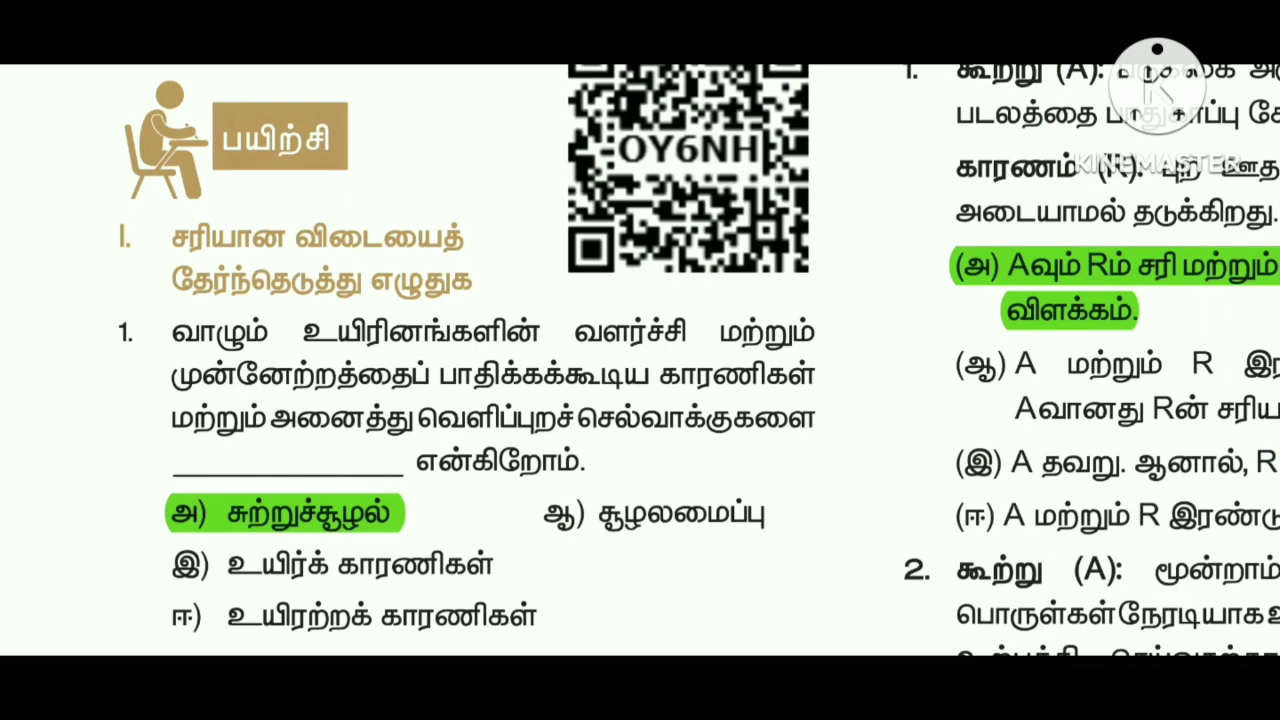 பயிற்சி
OY6NH
I. சரியான விடையைத்
தேர்ந்தெடுத்து எழுதுக
1. வாழும் உயிரினங்களின் வளர்ச்சி மற்றும்
முன்னேற்றத்தைப் பாதிக்கக்கூடிய காரணிகள்
மற்றும் அனைத்து வெளிப்புறச் செல்வாக்குகளை
என்கிறோம்.
அ) சுற்றுச்சூழல் ஆ) சூழலமைப்பு
இ) உயிர்க் காரணிகள்
ஈ) உயிரற்றக் காரணிகள்
1. கூற்று (A):
படலத்தை பாதுகாப்பு
காரணம் (R): புற ஊத
அடையாமல் தடுக்கிறது.
(அ) Aவும் Rம் சரி மற்றும்
விளக்கம்.
(ஆ) A மற்றும் R
Aவானது Rன் சரிய
(இ) A தவறு. ஆனால், R
(ஈ) A மற்றும் R இரண்டு
2. கூற்று (A): மூன்றாம்
பொருள்கள் நேரடியாக
KINEMASTER